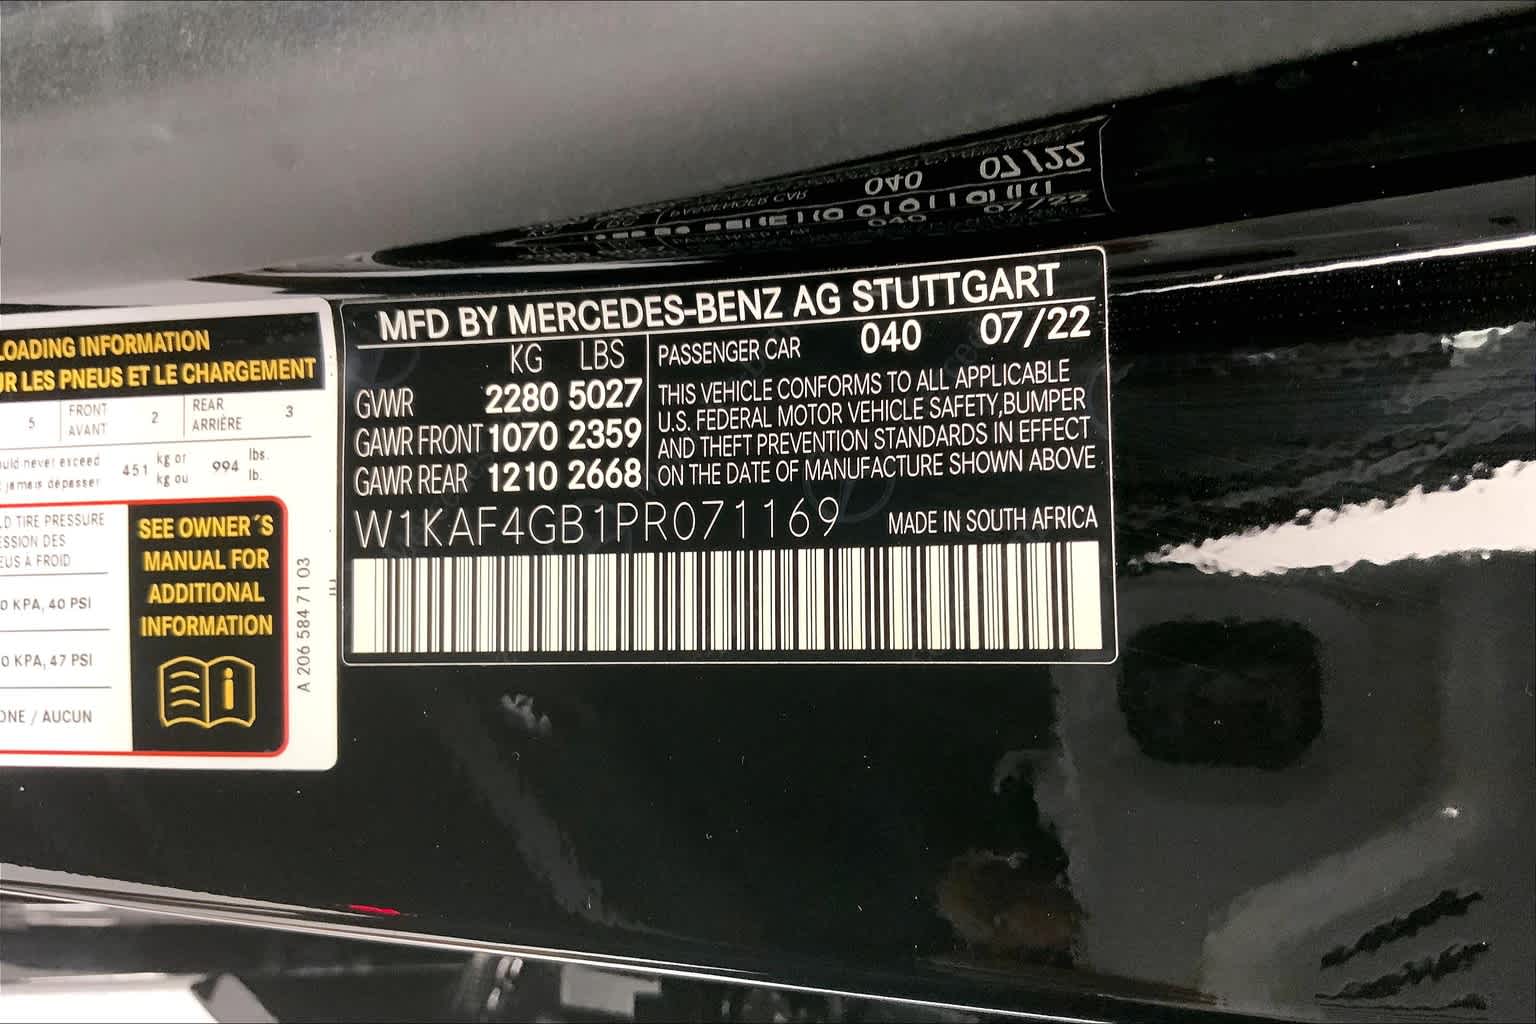 LOADING INFORMATION
UR LES PNEUS ET LE CHARGEMENT
5 FRONT AVANT 2 REAR ARRIÈRE 3
uld never exceed 451 kg or 994 lbs.
jamais dépasser kg ou lb.
D TIRE PRESSURE
ESSION DES
EUS À FROID
0 KPA, 40 PSI
0 KPA, 47 PSI
ONE / AUCUN
SEE OWNER´S
MANUAL FOR
ADDITIONAL
INFORMATION
A 206 584 71 03
MFD BY MERCEDES-BENZ AG STUTTGART
KG LBS
GVWR 2280 5027
GAWR FRONT 1070 2359
GAWR REAR 1210 2668
PASSENGER CAR 040 07/22
THIS VEHICLE CONFORMS TO ALL APPLICABLE
U.S. FEDERAL MOTOR VEHICLE SAFETY,BUMPER
AND THEFT PREVENTION STANDARDS IN EFFECT
ON THE DATE OF MANUFACTURE SHOWN ABOVE
W1KAF4GB1PR071169 MADE IN SOUTH AFRICA